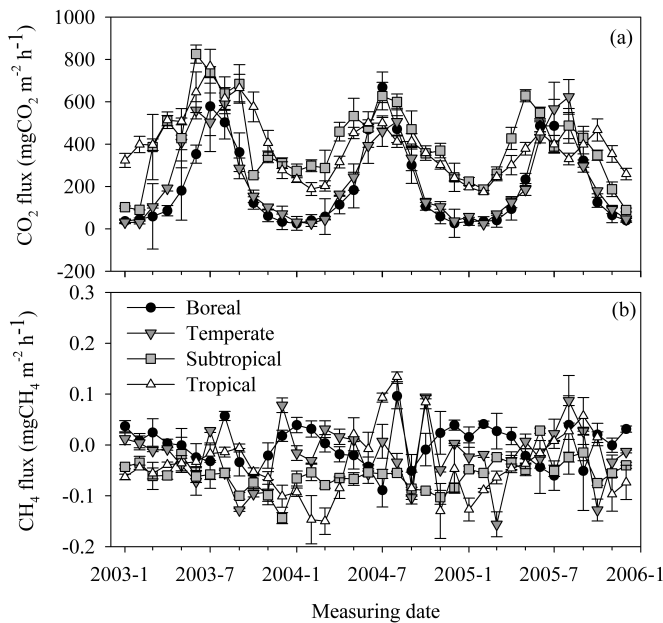 (a)
CO2 flux (mgCO2 m-2 h-1)
1000
800
600
400
200
0
-200
(b)
CH4 flux (mgCH4 m-2 h-1)
0.3
0.2
0.1
0.0
-0.1
-0.2
Boreal
Temperate
Subtropical
Tropical
2003-1 2003-7 2004-1 2004-7 2005-1 2005-7 2006-1
Measuring date